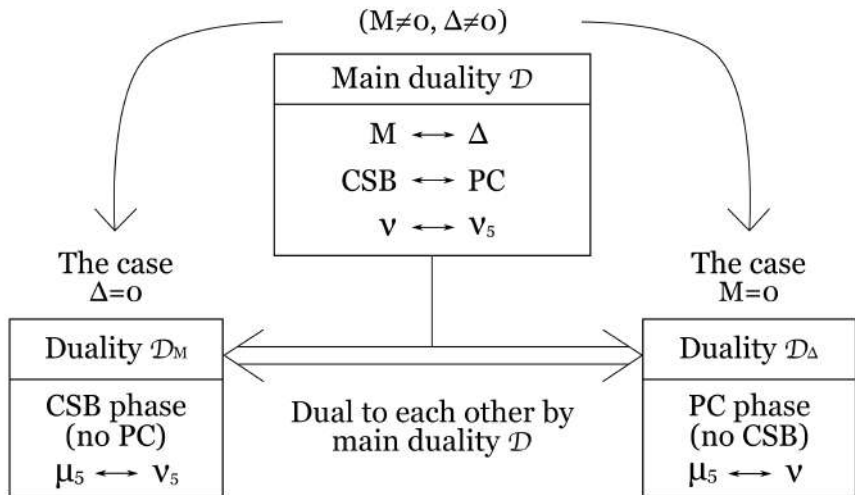 (M≠0, Δ≠0)
Main duality 𝒟
M ⟷ Δ
CSB ⟷ PC
ν ⟷ ν₅
The case
Δ=0
Duality 𝒟ᴍ
CSB phase
(no PC)
μ₅ ⟷ ν₅
Dual to each other by
main duality 𝒟
The case
M=0
Duality 𝒟Δ
PC phase
(no CSB)
μ₅ ⟷ ν